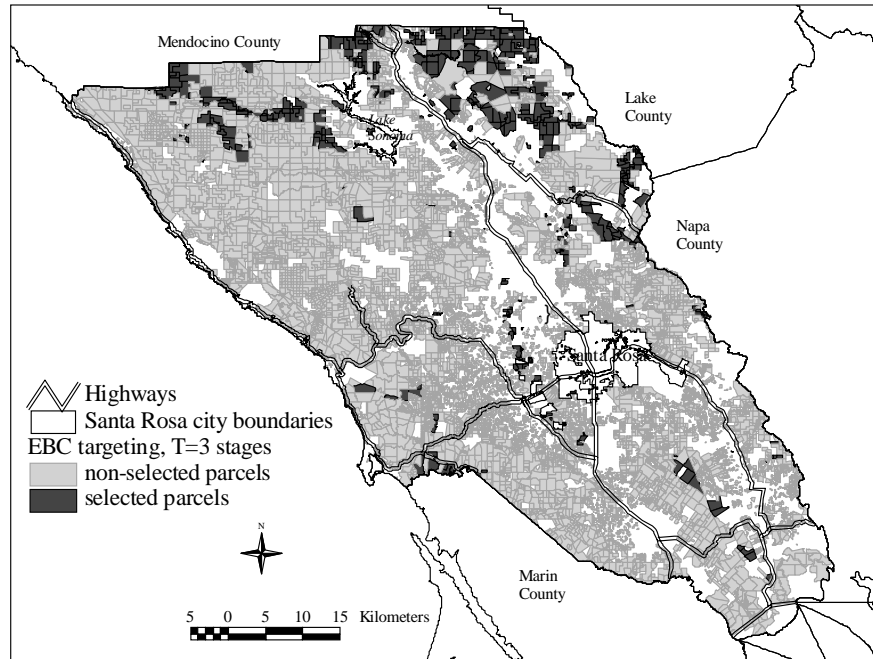 Mendocino County
Lake
County
Lake
Sonoma
Napa
County
Santa Rosa
Highways
Santa Rosa city boundaries
EBC targeting, T=3 stages
non-selected parcels
selected parcels
N
Marin
County
5 0 5 10 15 Kilometers